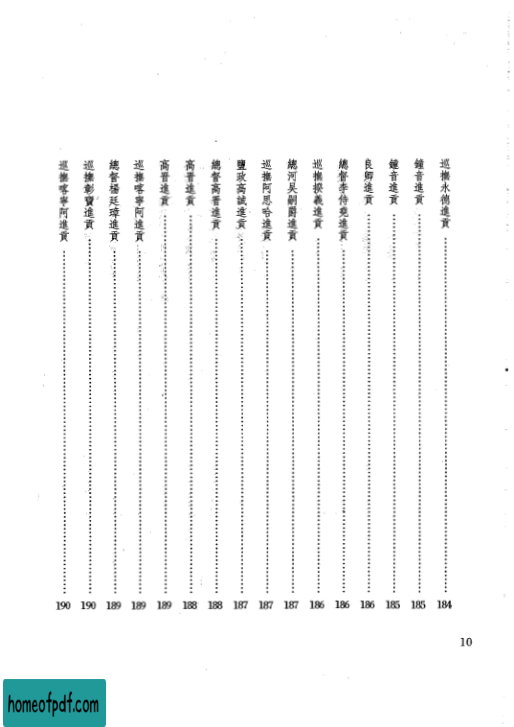 巡撫永德進貢 184
鐘音進貢 185
鐘音進貢 185
良卿進貢 186
總督李侍堯進貢 186
巡撫揆義進貢 186
總河吴嗣爵進貢 187
巡撫阿思哈進貢 187
鹽政高誠進貢 187
總督高晋進貢 188
高晋進貢 188
高晋進貢 189
巡撫喀寧阿進貢 189
總督楊廷璋進貢 189
巡撫彰寶進貢 190
巡撫喀寧阿進貢 190
10
homeofpdf.com